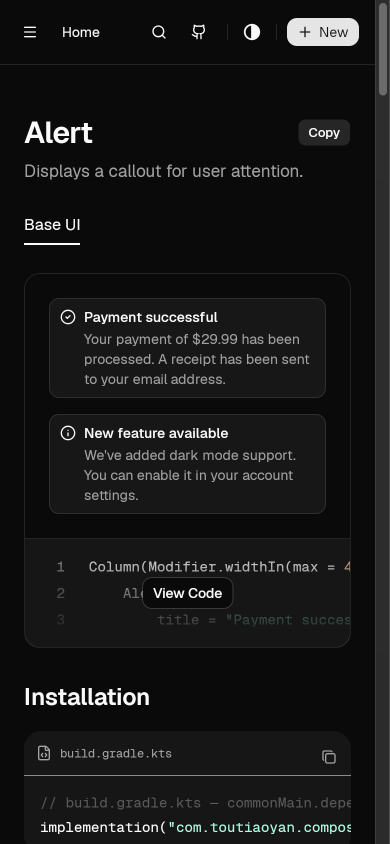 Home
New
Alert
Copy
Displays a callout for user attention.
Base UI
Payment successful
Your payment of $29.99 has been
processed. A receipt has been sent
to your email address.
New feature available
We've added dark mode support.
You can enable it in your account
settings.
1 Column(Modifier.widthIn(max = 4
2 Al
View Code
3 title = "Payment succes
Installation
build.gradle.kts
// build.gradle.kts — commonMain.depe
implementation("com.toutiaoyan.compos